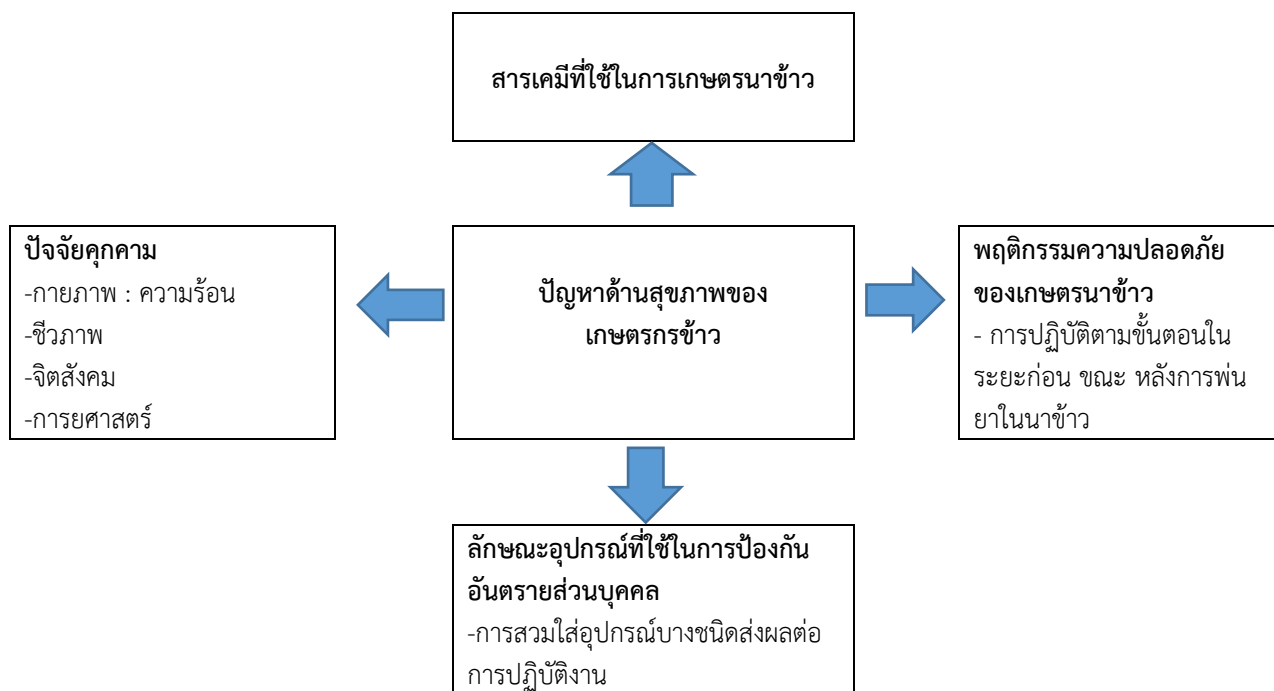 สารเคมีที่ใช้ในการเกษตรนาข้าว
ปัจจัยคุกคาม
-กายภาพ : ความร้อน
-ชีวภาพ
-จิตสังคม
-การยศาสตร์
ปัญหาด้านสุขภาพของ
เกษตรกรข้าว
พฤติกรรมความปลอดภัย
ของเกษตรนาข้าว
- การปฏิบัติตามขั้นตอนใน
ระยะก่อน ขณะ หลังการพ่น
ยาในนาข้าว
ลักษณะอุปกรณ์ที่ใช้ในการป้องกัน
อันตรายส่วนบุคคล
-การสวมใส่อุปกรณ์บางชนิดส่งผลต่อ
การปฏิบัติงาน